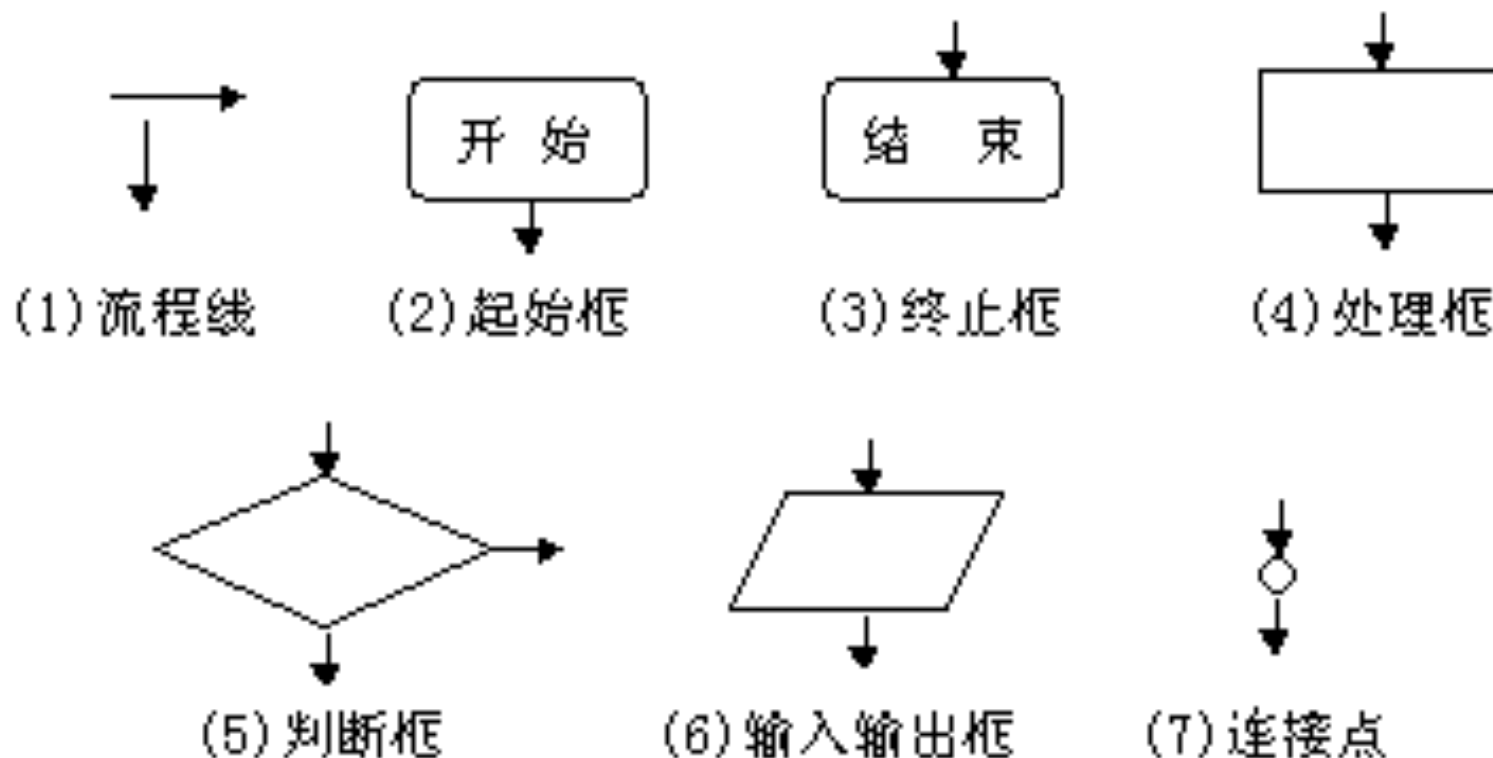 开 始
结 束
(1)流程线
(2)起始框
(3)终止框
(4)处理框
(5)判断框
(6)输入输出框
(7)连接点